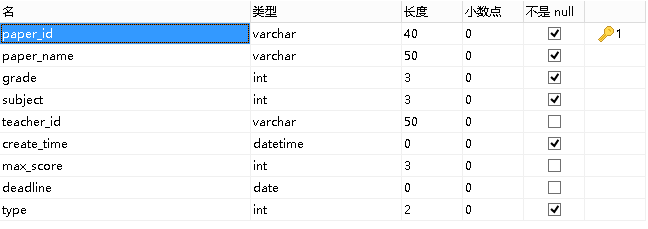 名 类型 长度 小数点 不是 null
paper_id varchar 40 0 1
paper_name varchar 50 0
grade int 3 0
subject int 3 0
teacher_id varchar 50 0
create_time datetime 0 0
max_score int 3 0
deadline date 0 0
type int 2 0